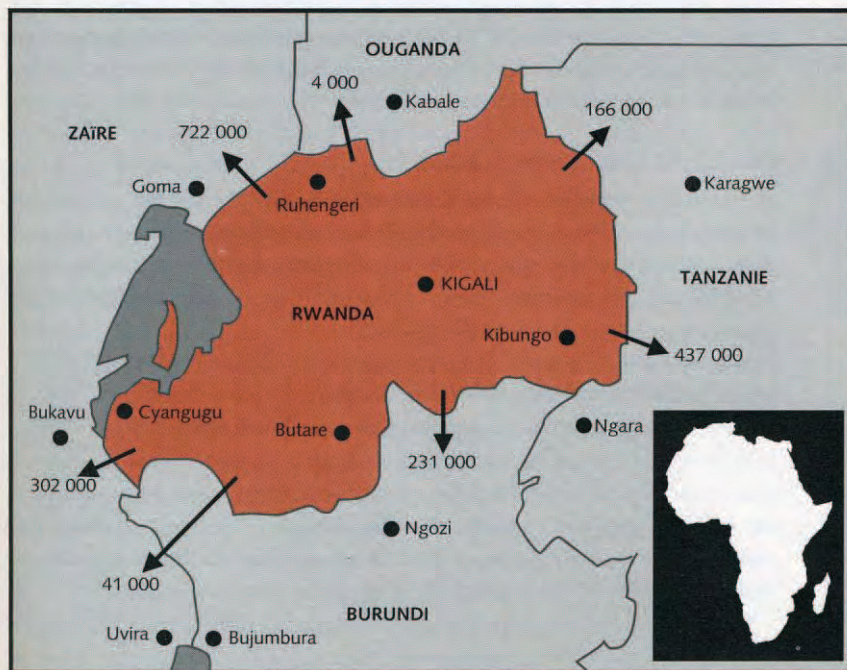 OUGANDA
4 000
Kabale
166 000
ZAïRE
722 000
Goma
Ruhengeri
Karagwe
KIGALI
TANZANIE
RWANDA
Kibungo
437 000
Bukavu
Cyangugu
Butare
Ngara
231 000
302 000
Ngozi
41 000
BURUNDI
Uvira
Bujumbura